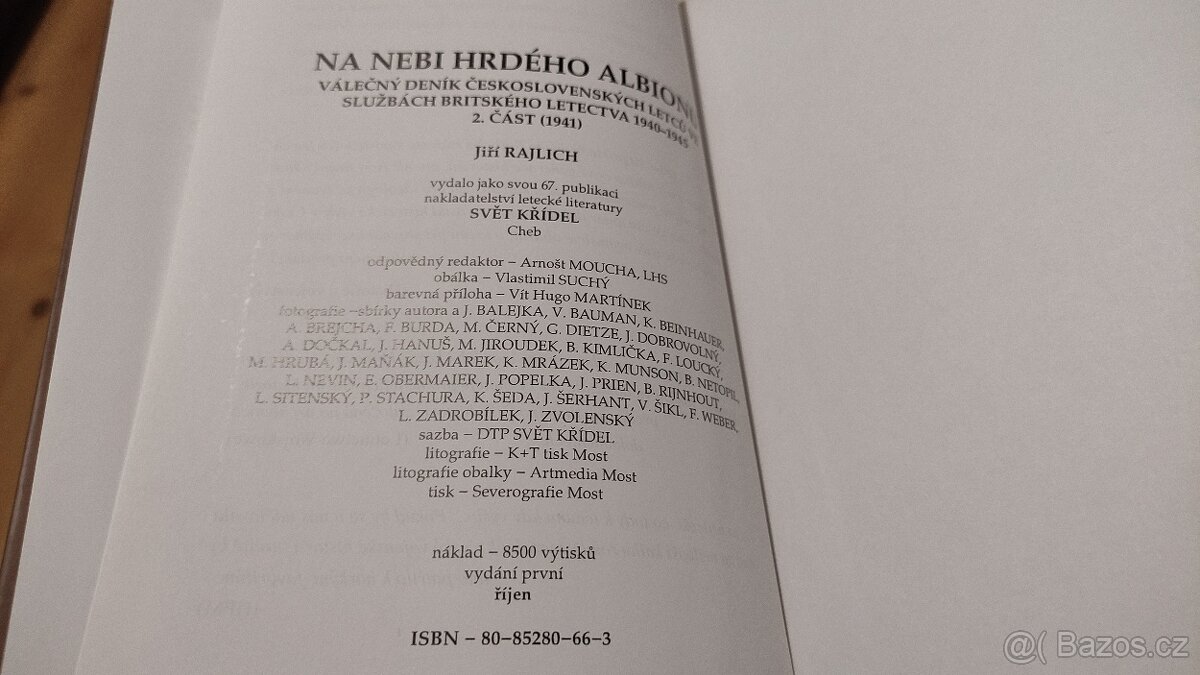 NA NEBI HRDÉHO ALBIONU
VÁLEČNÝ DENÍK ČESKOSLOVENSKÝCH LETCŮ VE
SLUŽBÁCH BRITSKÉHO LETECTVA 1940–1945
2. ČÁST (1941)
Jiří RAJLICH
vydalo jako svou 67. publikaci
nakladatelství letecké literatury
SVĚT KŘÍDEL
Cheb
odpovědný redaktor – Arnošt MOUCHA, LHS
obálka – Vlastimil SUCHÝ
barevná příloha – Vít Hugo MARTÍNEK
fotografie –sbírky autora a J. BALEJKA, V. BAUMAN, K. BEINHAUER,
A. BREJCHA, F. BURDA, M. ČERNÝ, G. DIETZE, J. DOBROVOLNÝ,
A. DOČKAL, J. HANUŠ, M. JIROUDEK, B. KIMLIČKA, F. LOUCKÝ,
M. HRUBÁ, J. MAŇÁK, J. MAREK, K. MRÁZEK, K. MUNSON, B. NETOPIL,
L. NEVIN, E. OBERMAIER, J. POPELKA, J. PRIEN, B. RIJNHOUT,
L. SITENSKÝ, P. STACHURA, K. ŠEDA, J. ŠERHANT, V. ŠIKL, F. WEBER,
L. ZADROBÍLEK, J. ZVOLENSKÝ
sazba – DTP SVĚT KŘÍDEL
litografie – K+T tisk Most
litografie obalky – Artmedia Most
tisk – Severografie Most
náklad – 8500 výtisků
vydání první
říjen
ISBN – 80–85280–66–3
@( Bazos.cz